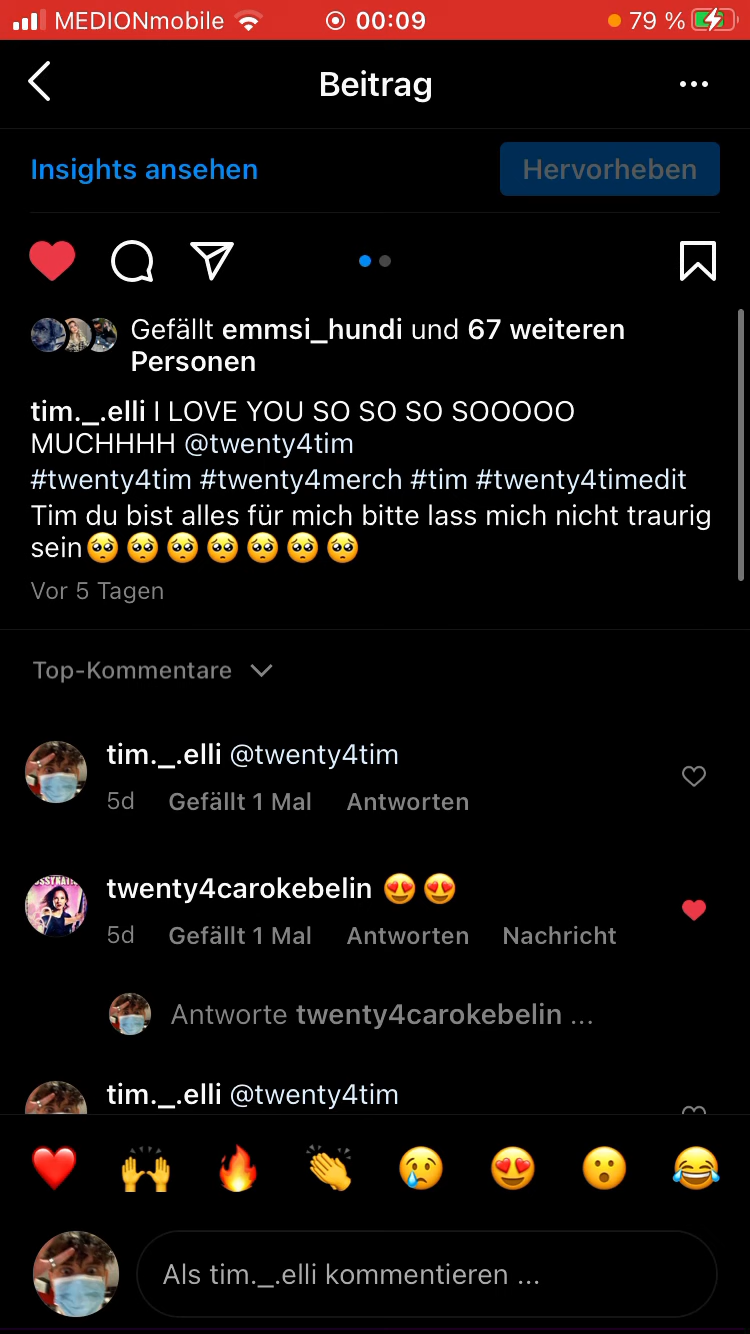 MEDIONmobile 00:09 79 %
Beitrag
Insights ansehen Hervorheben
Gefällt emmsi_hundi und 67 weiteren
Personen
tim._.elli I LOVE YOU SO SO SO SOOOOO
MUCHHHH @twenty4tim
#twenty4tim #twenty4merch #tim #twenty4timedit
Tim du bist alles für mich bitte lass mich nicht traurig
sein🥺🥺🥺🥺🥺🥺🥺
Vor 5 Tagen
Top-Kommentare
tim._.elli @twenty4tim
5d Gefällt 1 Mal Antworten
twenty4carokebelin 😍😍
5d Gefällt 1 Mal Antworten Nachricht
Antworte twenty4carokebelin ...
tim._.elli @twenty4tim
❤️ 🙌 🔥 👏 😢 😍 😮 😂
Als tim._.elli kommentieren ...